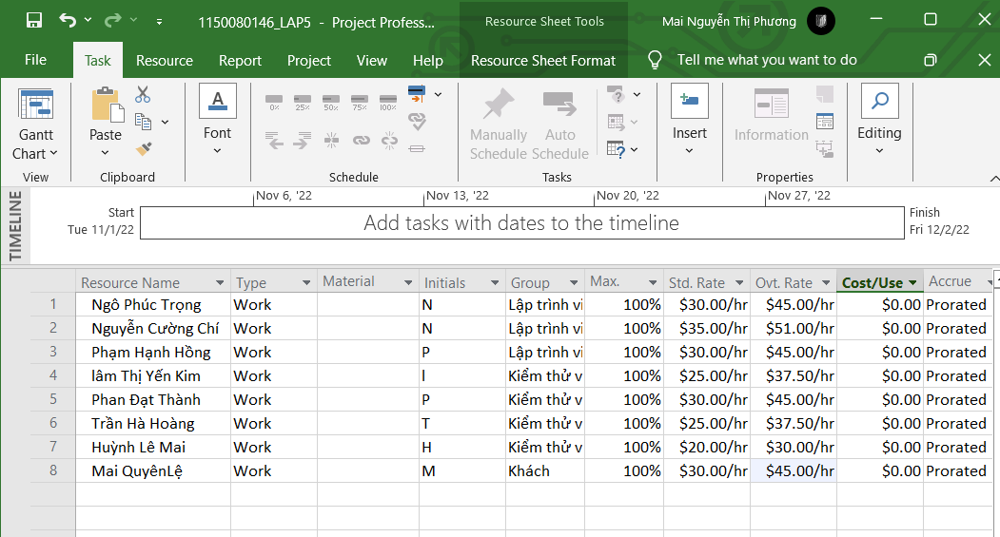 1150080146_LAP5 - Project Profess... Resource Sheet Tools Mai Nguyễn Thị Phương
File Task Resource Report Project View Help Resource Sheet Format Tell me what you want to do
Gantt Chart
Paste
Font
0% 25% 50% 75% 100%
Manually Schedule
Auto Schedule
Insert
Information
Editing
View Clipboard Schedule Tasks Properties
TIMELINE
Nov 6, '22 Nov 13, '22 Nov 20, '22 Nov 27, '22
Start
Tue 11/1/22
Add tasks with dates to the timeline
Finish
Fri 12/2/22
Resource Name Type Material Initials Group Max. Std. Rate Ovt. Rate Cost/Use Accrue
1 Ngô Phúc Trọng Work N Lập trình vi 100% $30.00/hr $45.00/hr $0.00 Prorated
2 Nguyễn Cường Chí Work N Lập trình vi 100% $35.00/hr $51.00/hr $0.00 Prorated
3 Phạm Hạnh Hồng Work P Lập trình vi 100% $30.00/hr $45.00/hr $0.00 Prorated
4 lâm Thị Yến Kim Work l Kiểm thử v 100% $25.00/hr $37.50/hr $0.00 Prorated
5 Phan Đạt Thành Work P Kiểm thử v 100% $30.00/hr $45.00/hr $0.00 Prorated
6 Trần Hà Hoàng Work T Kiểm thử v 100% $25.00/hr $37.50/hr $0.00 Prorated
7 Huỳnh Lê Mai Work H Kiểm thử v 100% $20.00/hr $30.00/hr $0.00 Prorated
8 Mai QuyênLệ Work M Khách 100% $30.00/hr $45.00/hr $0.00 Prorated